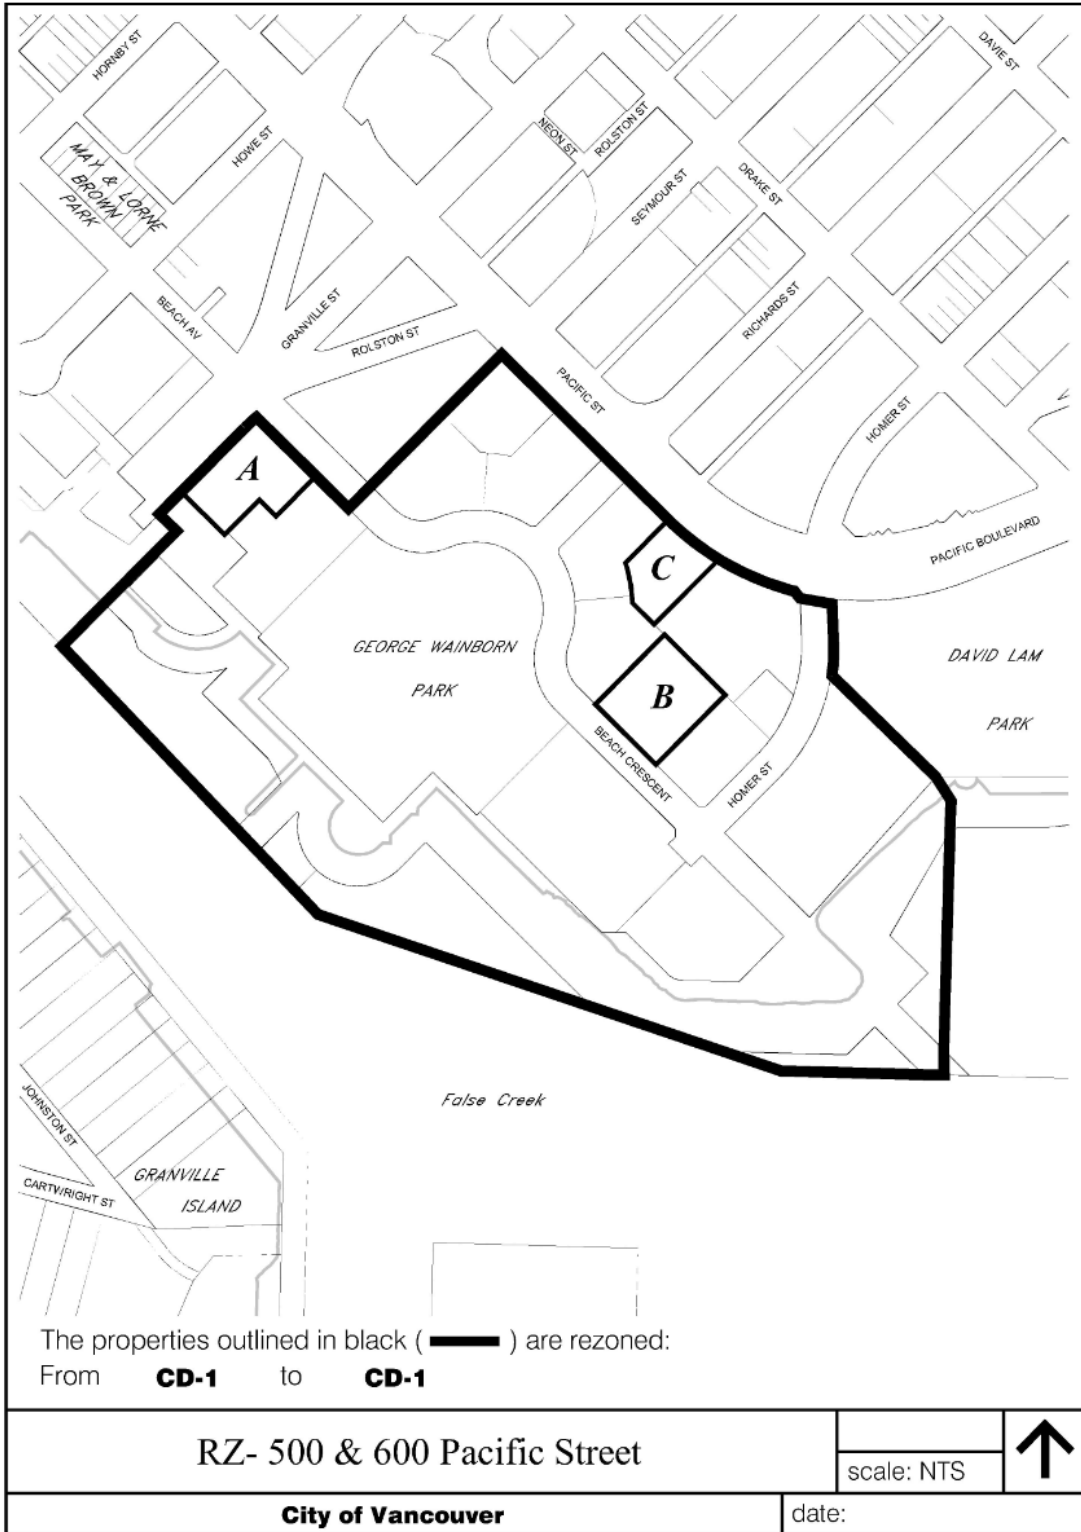 HORNBY ST
DAVIE ST
HOWE ST
NEON ST
ROLSTON ST
MAY & LORNE
BROWN
PARK
SEYMOUR ST
DRAKE ST
BEACH AV
GRANVILLE ST
ROLSTON ST
RICHARDS ST
PACIFIC ST
HOMER ST
A
PACIFIC BOULEVARD
C
GEORGE WAINBORN
PARK
DAVID LAM
PARK
B
BEACH CRESCENT
HOMER ST
False Creek
JOHNSTON ST
GRANVILLE
ISLAND
CARTWRIGHT ST
The properties outlined in black ( ) are rezoned:
From CD-1 to CD-1
RZ- 500 & 600 Pacific Street
scale: NTS
City of Vancouver
date: